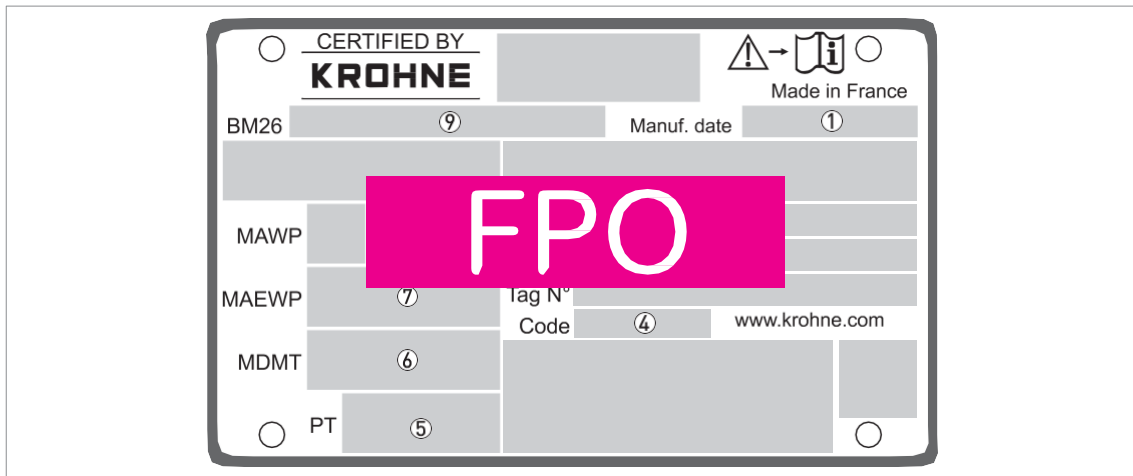 CERTIFIED BY
KROHNE
Made in France
BM26 ⑨ Manuf. date ①
FPO
MAWP
MAEWP ⑦ Tag N°
Code ④ www.krohne.com
MDMT ⑥
PT ⑤